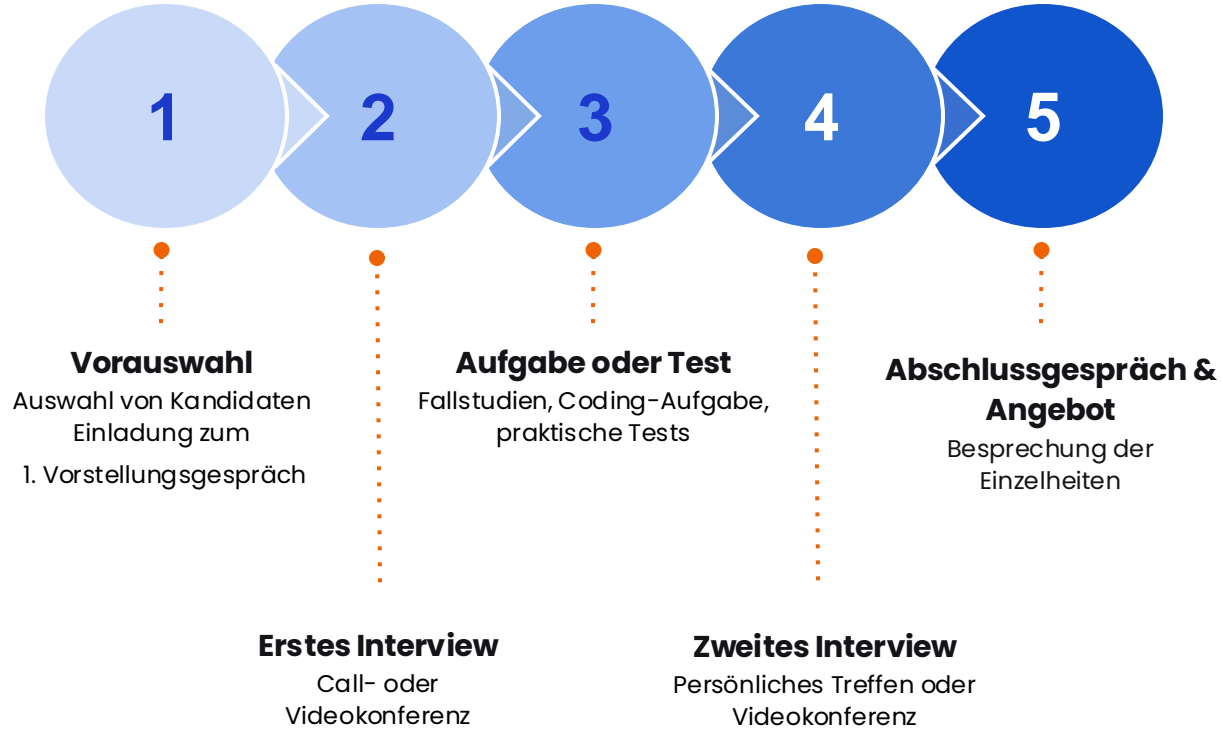 1
2
3
4
5
Vorauswahl
Auswahl von Kandidaten
Einladung zum
1. Vorstellungsgespräch
Erstes Interview
Call- oder
Videokonferenz
Aufgabe oder Test
Fallstudien, Coding-Aufgabe,
praktische Tests
Zweites Interview
Persönliches Treffen oder
Videokonferenz
Abschlussgespräch &
Angebot
Besprechung der
Einzelheiten